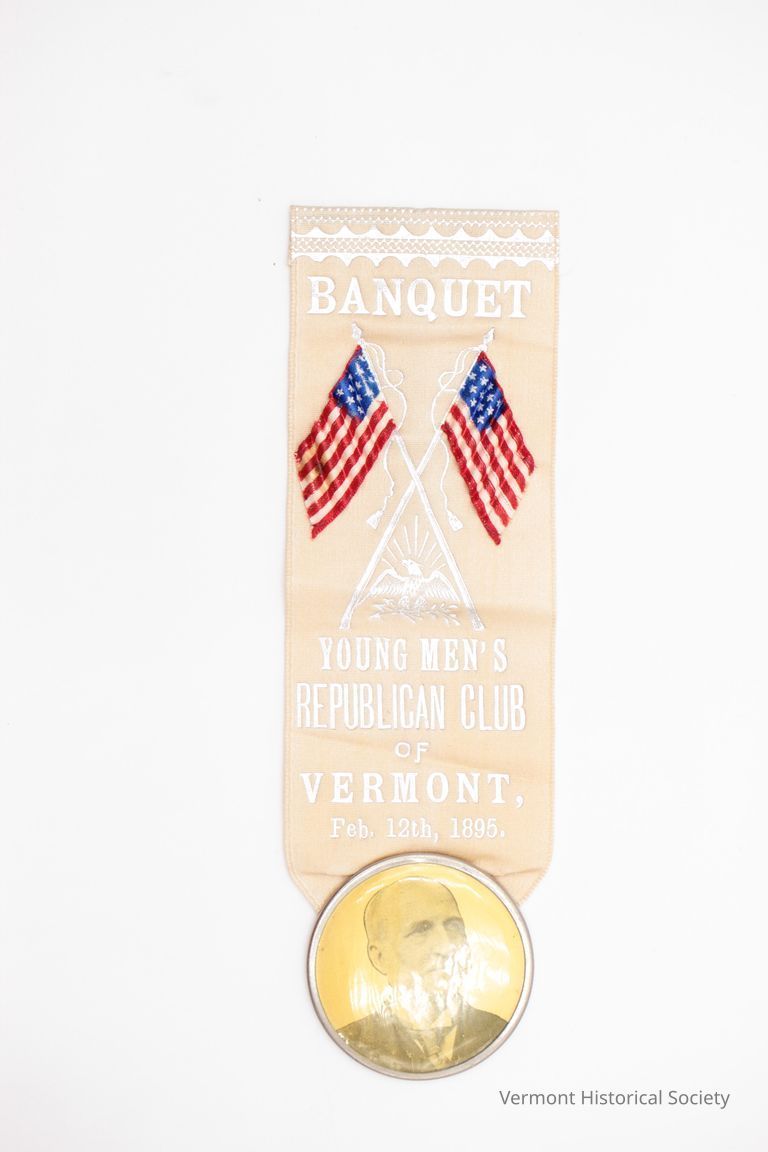 BANQUET
YOUNG MEN'S
REPUBLICAN CLUB
OF
VERMONT,
Feb. 12th, 1895.
Vermont Historical Society